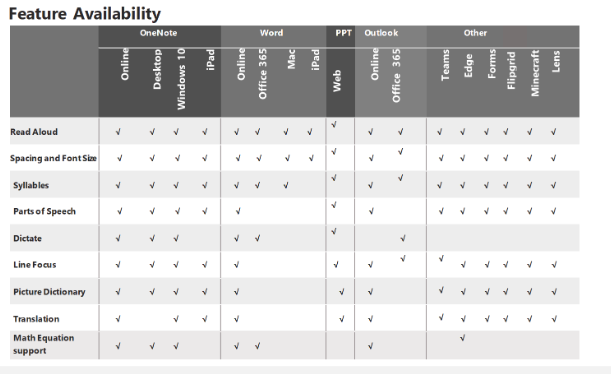 Feature Availability
OneNote Word PPT Outlook Other
Online Desktop Windows 10 iPad Online Office 365 Mac iPad Web Online Office 365 Teams Edge Forms Flipgrid Minecraft Lens
Read Aloud √ √ √ √ √ √ √ √ √ √ √ √ √ √ √ √ √
Spacing and Font Size √ √ √ √ √ √ √ √ √ √ √ √ √ √ √ √ √
Syllables √ √ √ √ √ √ √ √ √ √ √ √ √ √ √ √
Parts of Speech √ √ √ √ √ √ √ √ √ √ √ √ √
Dictate √ √ √ √ √ √ √
Line Focus √ √ √ √ √ √ √ √ √ √ √ √ √ √
Picture Dictionary √ √ √ √ √ √ √ √ √ √ √ √ √
Translation √ √ √ √ √ √ √ √ √ √ √ √
Math Equation
support √ √ √ √ √ √ √